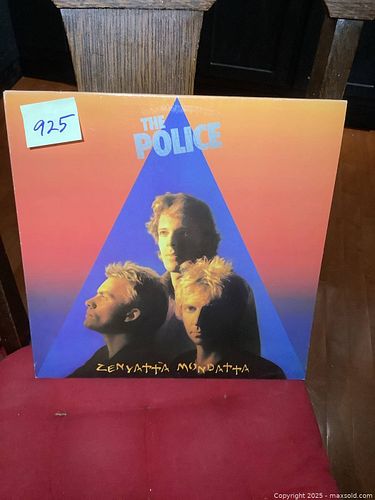 925
THE
POLICE
ZENYATTA MONDATTA
Copyright 2025 - maxsold.com